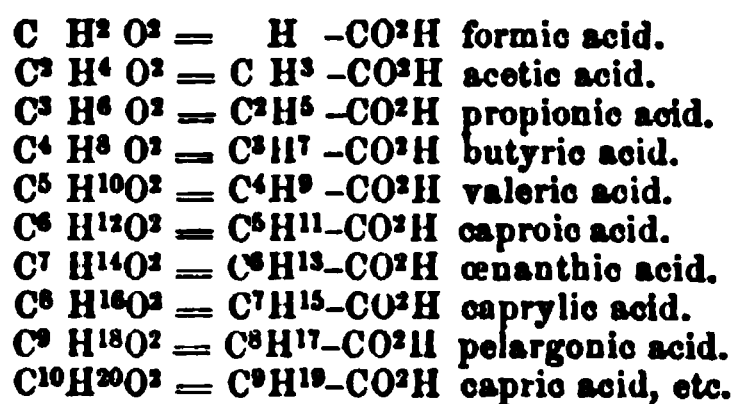 C H² O² = H -CO²H formic acid.
C² H⁴ O² = C H³ -CO²H acetic acid.
C³ H⁶ O² = C²H⁵ -CO²H propionic acid.
C⁴ H⁸ O² = C³H⁷ -CO²H butyric acid.
C⁵ H¹⁰O² = C⁴H⁹ -CO²H valeric acid.
C⁶ H¹²O² = C⁵H¹¹-CO²H caproic acid.
C⁷ H¹⁴O² = C⁶H¹³-CO²H œnanthic acid.
C⁸ H¹⁶O² = C⁷H¹⁵-CO²H caprylic acid.
C⁹ H¹⁸O² = C⁸H¹⁷-CO²H pelargonic acid.
C¹⁰H²⁰O² = C⁹H¹⁹-CO²H capric acid, etc.